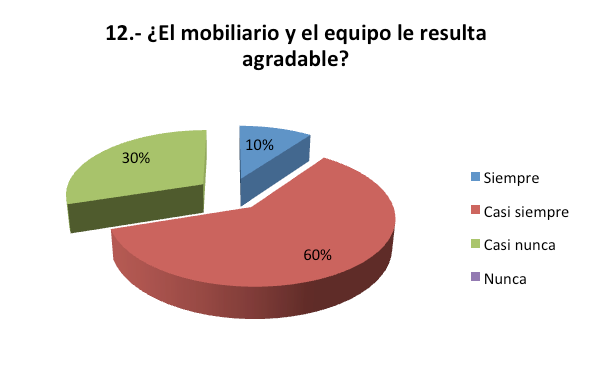 12.- ¿El mobiliario y el equipo le resulta
agradable?
10%
30%
60%
Siempre
Casi siempre
Casi nunca
Nunca